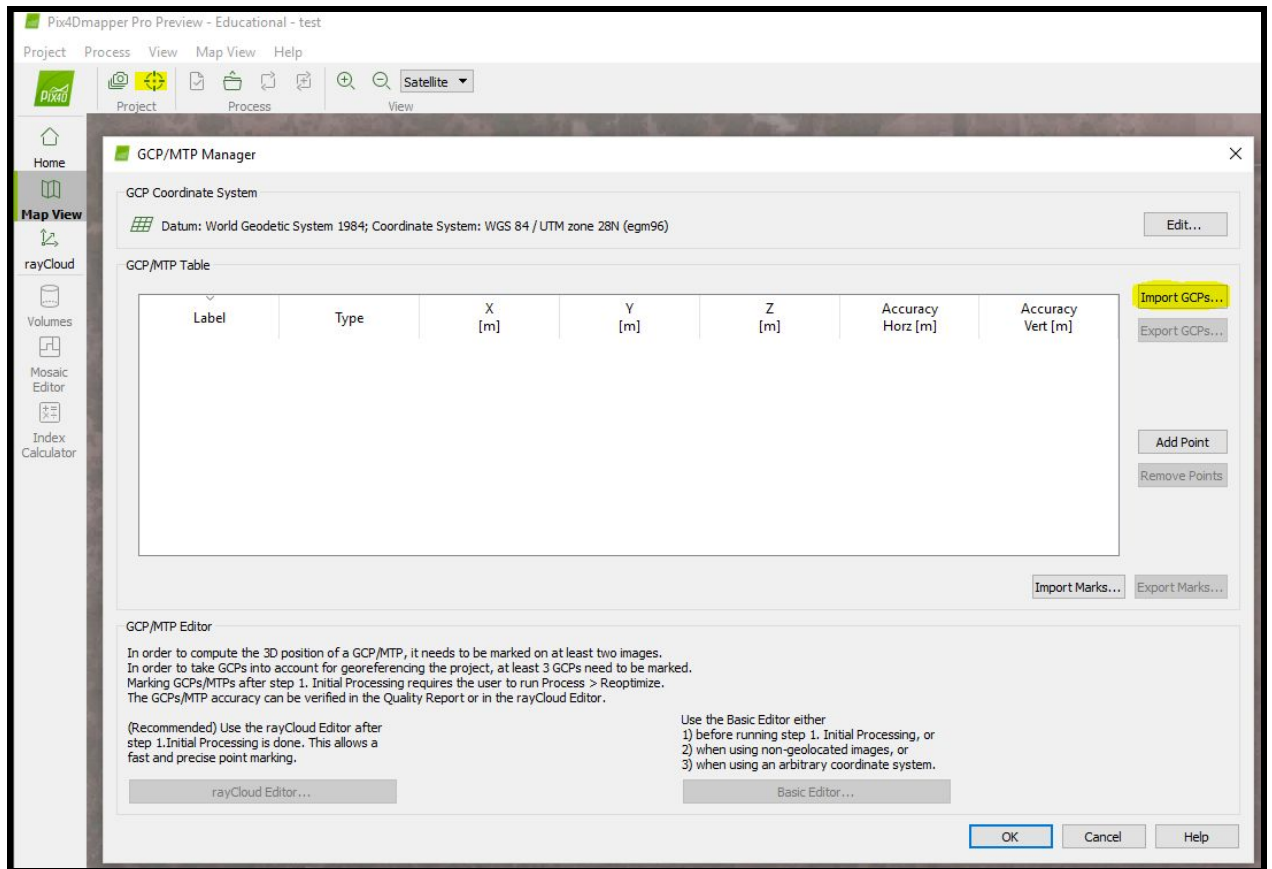 Pix4Dmapper Pro Preview - Educational - test
Project Process View Map View Help
PIX4D
Satellite
Project Process View
Home
Map View
rayCloud
Volumes
Mosaic
Editor
Index
Calculator
GCP/MTP Manager
GCP Coordinate System
Datum: World Geodetic System 1984; Coordinate System: WGS 84 / UTM zone 28N (egm96)
Edit...
GCP/MTP Table
Label Type X Y Z Accuracy Accuracy
[m] [m] [m] Horz [m] Vert [m]
Import GCPs...
Export GCPs...
Add Point
Remove Points
Import Marks... Export Marks...
GCP/MTP Editor
In order to compute the 3D position of a GCP/MTP, it needs to be marked on at least two images.
In order to take GCPs into account for georeferencing the project, at least 3 GCPs need to be marked.
Marking GCPs/MTPs after step 1. Initial Processing requires the user to run Process > Reoptimize.
The GCPs/MTP accuracy can be verified in the Quality Report or in the rayCloud Editor.
(Recommended) Use the rayCloud Editor after
step 1.Initial Processing is done. This allows a
fast and precise point marking.
rayCloud Editor...
Use the Basic Editor either
1) before running step 1. Initial Processing, or
2) when using non-geolocated images, or
3) when using an arbitrary coordinate system.
Basic Editor...
OK Cancel Help